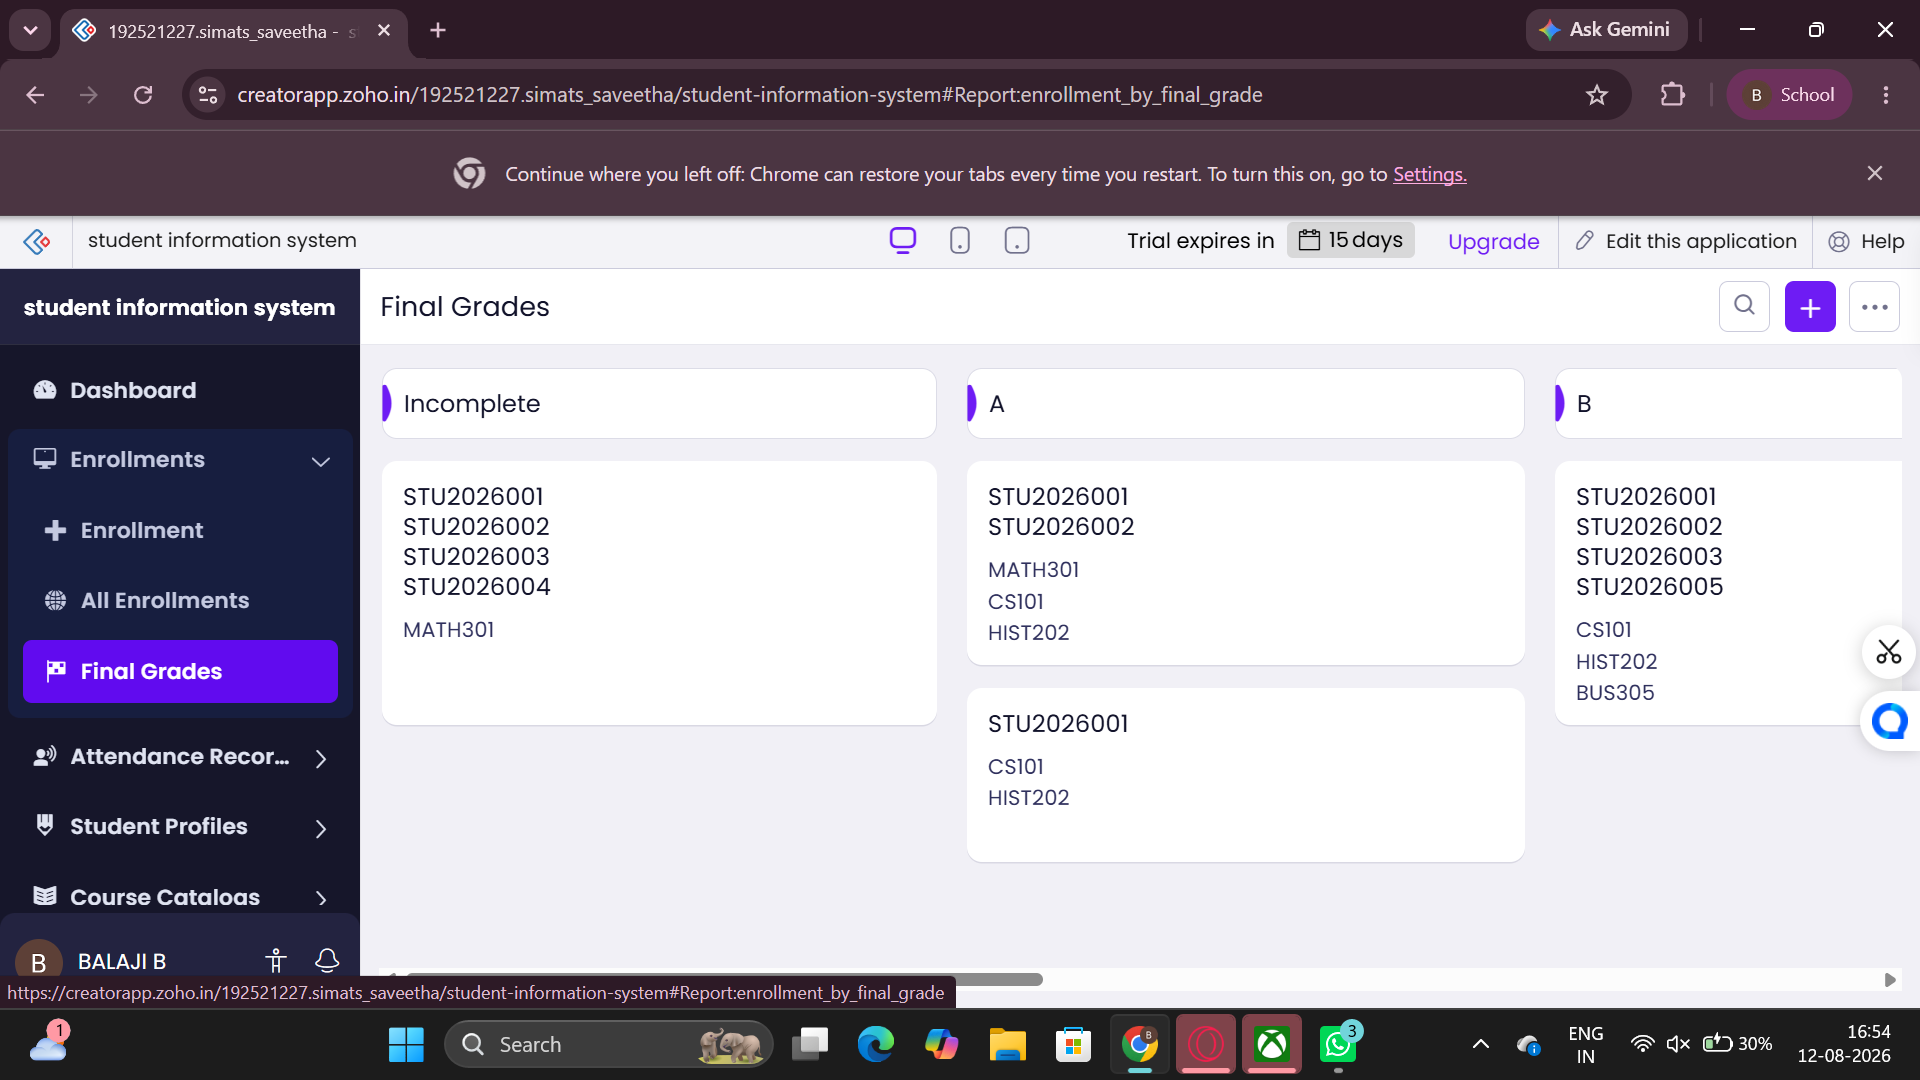 192521227.simats_saveetha - s
Ask Gemini
creatorapp.zoho.in/192521227.simats_saveetha/student-information-system#Report:enrollment_by_final_grade
B School
Continue where you left off: Chrome can restore your tabs every time you restart. To turn this on, go to Settings.
student information system
Trial expires in 15 days Upgrade
Edit this application
Help
student information system
Final Grades
Dashboard
Enrollments
Enrollment
All Enrollments
Final Grades
Attendance Recor...
Student Profiles
Course Catalogs
B BALAJI B
Incomplete
STU2026001
STU2026002
STU2026003
STU2026004
MATH301
A
STU2026001
STU2026002
MATH301
CS101
HIST202
STU2026001
CS101
HIST202
B
STU2026001
STU2026002
STU2026003
STU2026005
CS101
HIST202
BUS305
https://creatorapp.zoho.in/192521227.simats_saveetha/student-information-system#Report:enrollment_by_final_grade
1
Search
B
3
ENG
IN
30%
16:54
12-08-2026